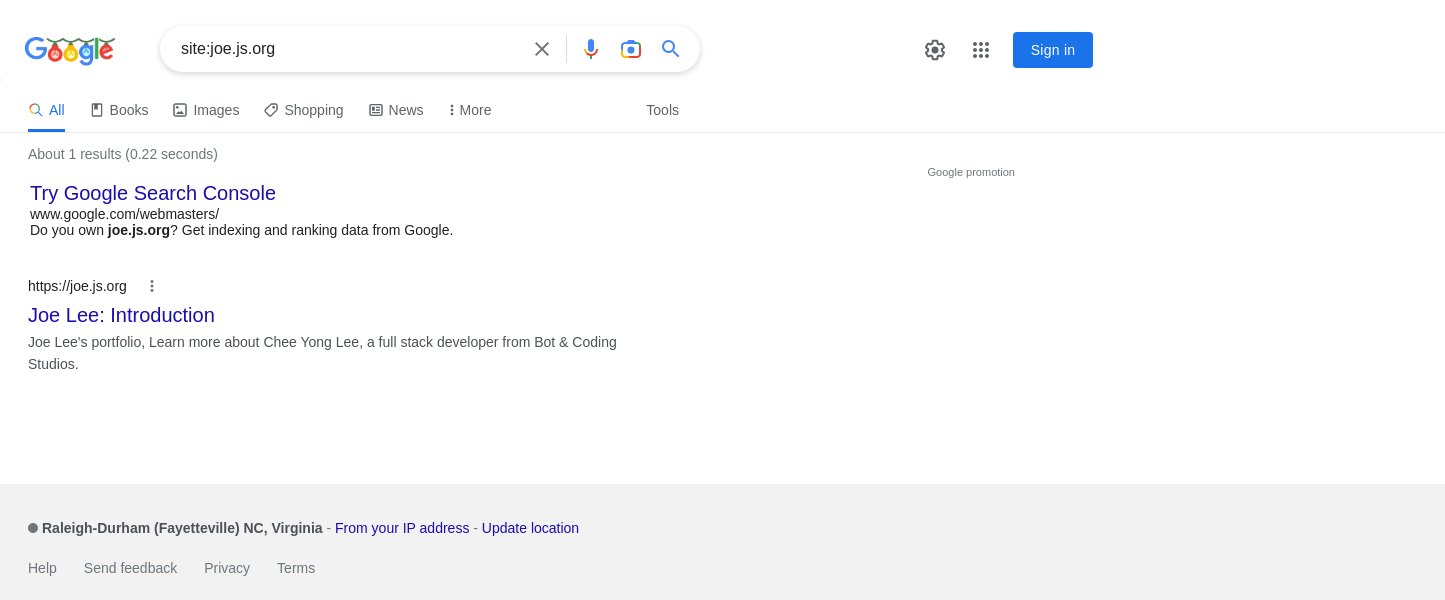 Google
site:joe.js.org
Sign in
All
Books
Images
Shopping
News
More
Tools
About 1 results (0.22 seconds)
Google promotion
Try Google Search Console
www.google.com/webmasters/
Do you own joe.js.org? Get indexing and ranking data from Google.
https://joe.js.org
Joe Lee: Introduction
Joe Lee's portfolio, Learn more about Chee Yong Lee, a full stack developer from Bot & Coding
Studios.
Raleigh-Durham (Fayetteville) NC, Virginia - From your IP address - Update location
Help
Send feedback
Privacy
Terms